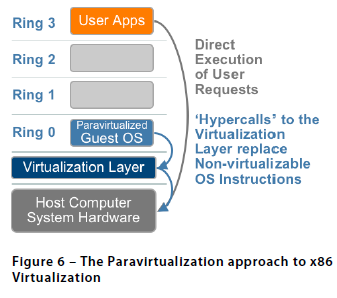 Ring 3
User Apps
Ring 2
Ring 1
Ring 0
Paravirtualized
Guest OS
Virtualization Layer
Host Computer
System Hardware
Direct
Execution
of User
Requests
‘Hypercalls’ to the
Virtualization
Layer replace
Non-virtualizable
OS Instructions
Figure 6 – The Paravirtualization approach to x86
Virtualization